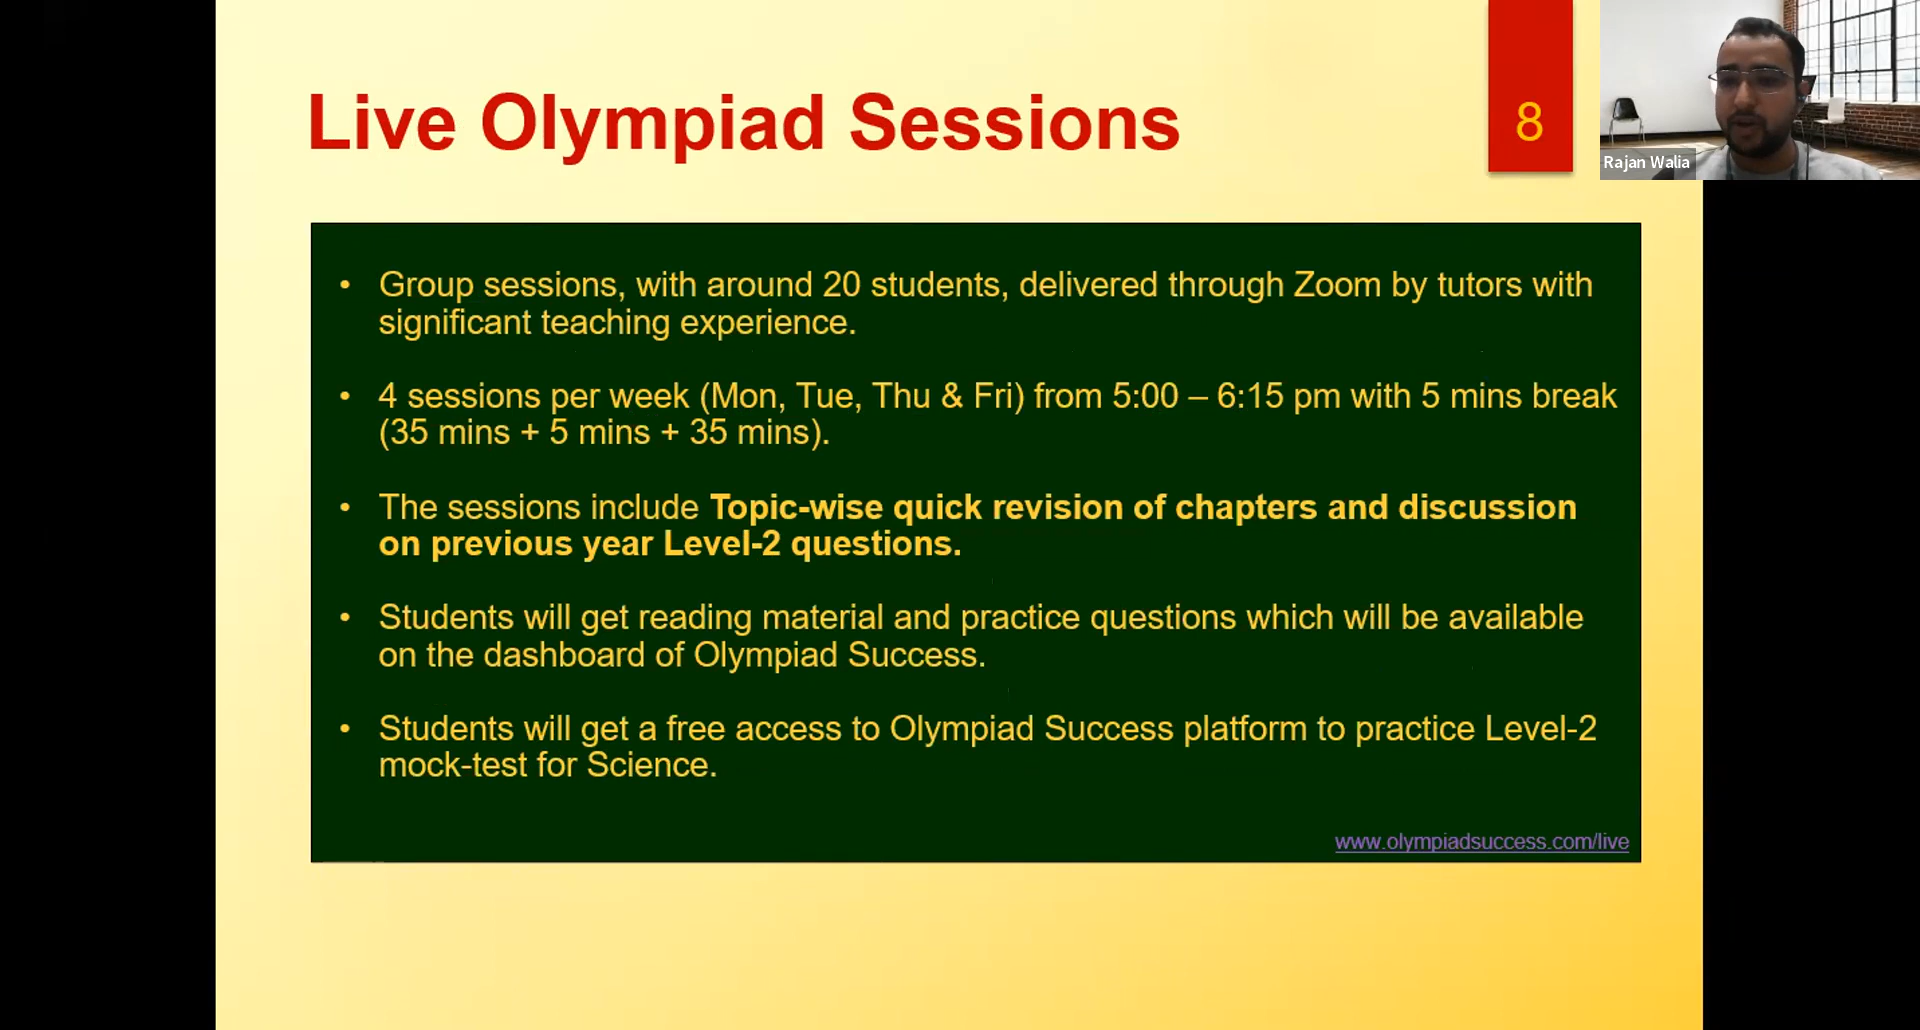 Live Olympiad Sessions
8
Rajan Walia
• Group sessions, with around 20 students, delivered through Zoom by tutors with
significant teaching experience.
• 4 sessions per week (Mon, Tue, Thu & Fri) from 5:00 – 6:15 pm with 5 mins break
(35 mins + 5 mins + 35 mins).
• The sessions include Topic-wise quick revision of chapters and discussion
on previous year Level-2 questions.
• Students will get reading material and practice questions which will be available
on the dashboard of Olympiad Success.
• Students will get a free access to Olympiad Success platform to practice Level-2
mock-test for Science.
www.olympiadsuccess.com/live